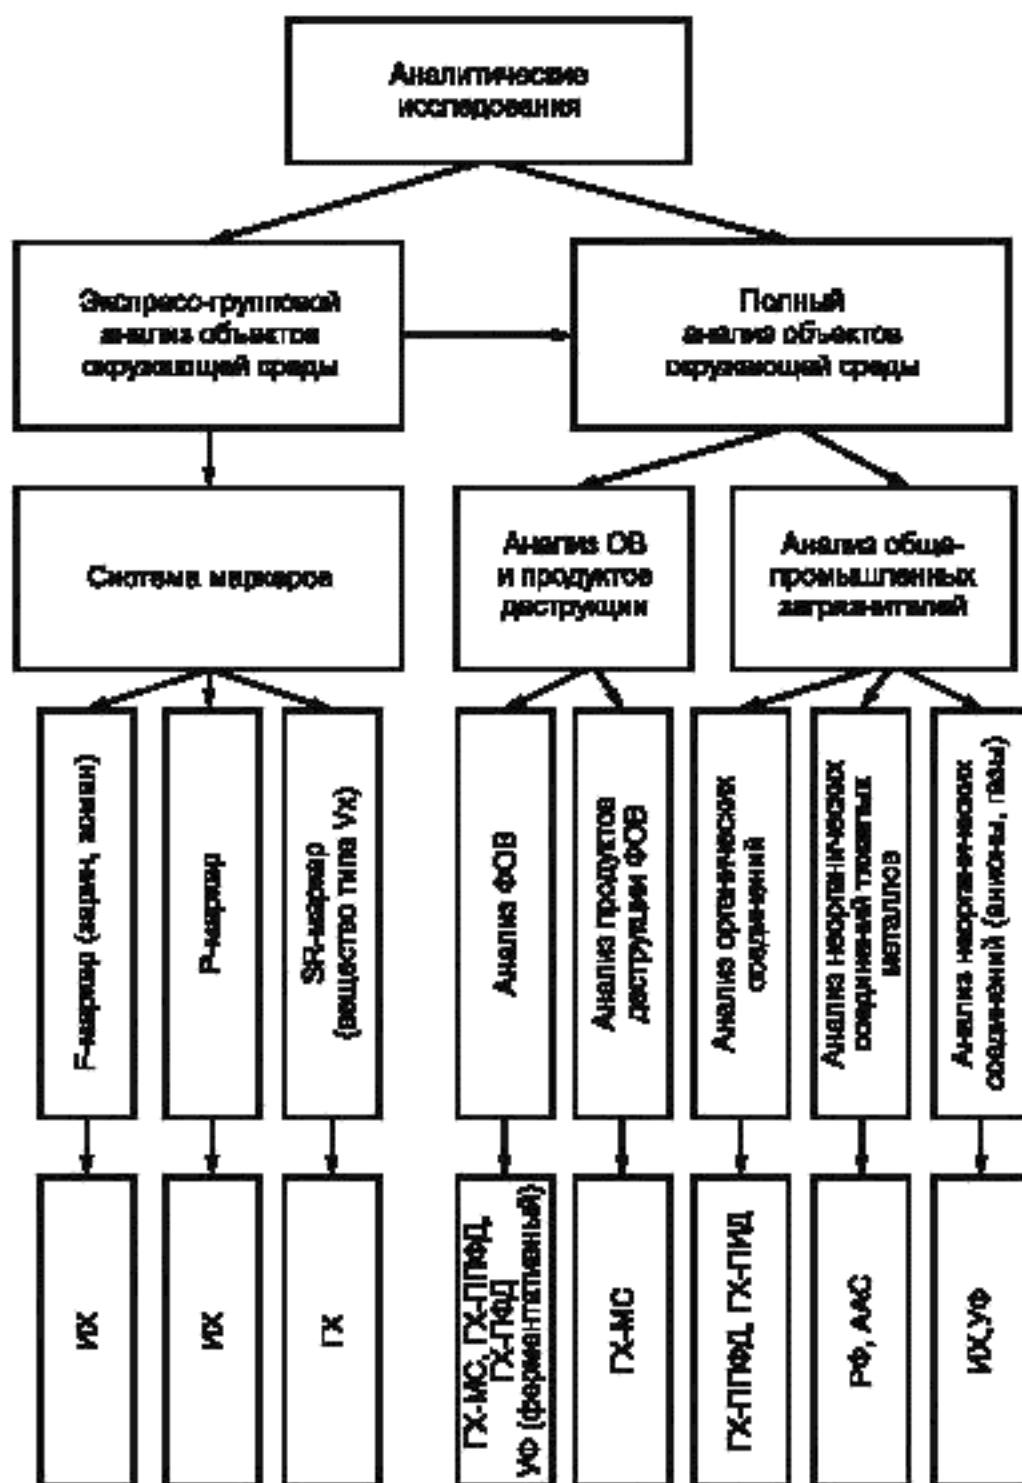 Аналитические
исследования
Экспресс-групповой
анализ объектов
окружающей среды
Полный
анализ объектов
окружающей среды
Система маркеров
Анализ ОВ
и продуктов
деструкции
Анализ обще-
промышленных
загрязнителей
F-маркер (зарин, зоман)
P-маркер
SR-маркер
(вещество типа Vx)
Анализ ФОВ
Анализ продуктов
деструкции ФОВ
Анализ органических
соединений
Анализ неорганических
соединений тяжелых
металлов
Анализ неорганических
соединений (анионы, газы)
ИХ
ИХ
ГХ
ГХ-МС, ГХ-ППФД,
ГХ-ПФД
УФ (ферментативный)
ГХ-МС
ГХ-ППФД, ГХ-ПИД
РФ, ААС
ИХ,УФ